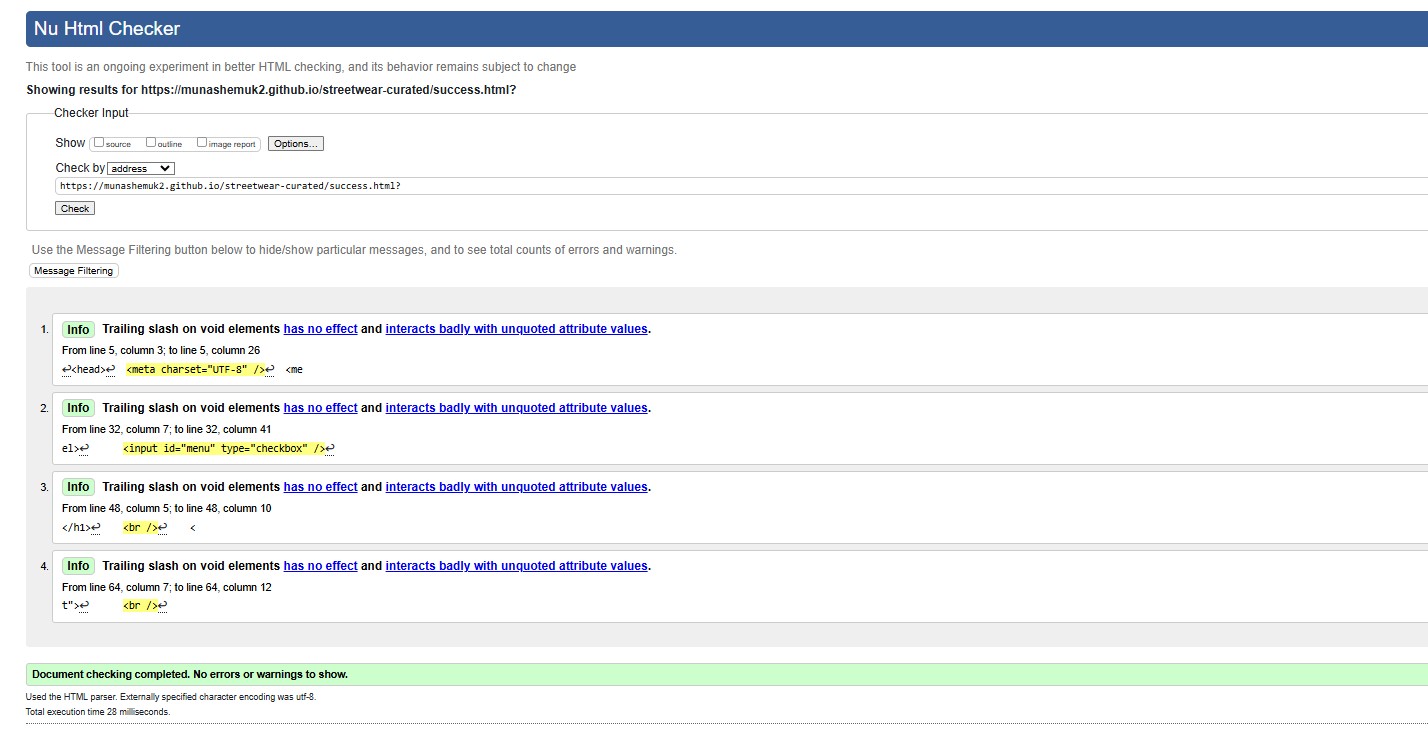 Nu Html Checker
This tool is an ongoing experiment in better HTML checking, and its behavior remains subject to change
Showing results for https://munashemuk2.github.io/streetwear-curated/success.html?
Checker Input
Show source outline image report Options...
Check by address
https://munashemuk2.github.io/streetwear-curated/success.html?
Check
Use the Message Filtering button below to hide/show particular messages, and to see total counts of errors and warnings.
Message Filtering
1. Info Trailing slash on void elements has no effect and interacts badly with unquoted attribute values.
From line 5, column 3; to line 5, column 26
↩<head>↩ <meta charset="UTF-8" />↩ <me
2. Info Trailing slash on void elements has no effect and interacts badly with unquoted attribute values.
From line 32, column 7; to line 32, column 41
el>↩ <input id="menu" type="checkbox" />↩
3. Info Trailing slash on void elements has no effect and interacts badly with unquoted attribute values.
From line 48, column 5; to line 48, column 10
</h1>↩ <br />↩ <
4. Info Trailing slash on void elements has no effect and interacts badly with unquoted attribute values.
From line 64, column 7; to line 64, column 12
t">↩ <br />↩
Document checking completed. No errors or warnings to show.
Used the HTML parser. Externally specified character encoding was utf-8.
Total execution time 28 milliseconds.